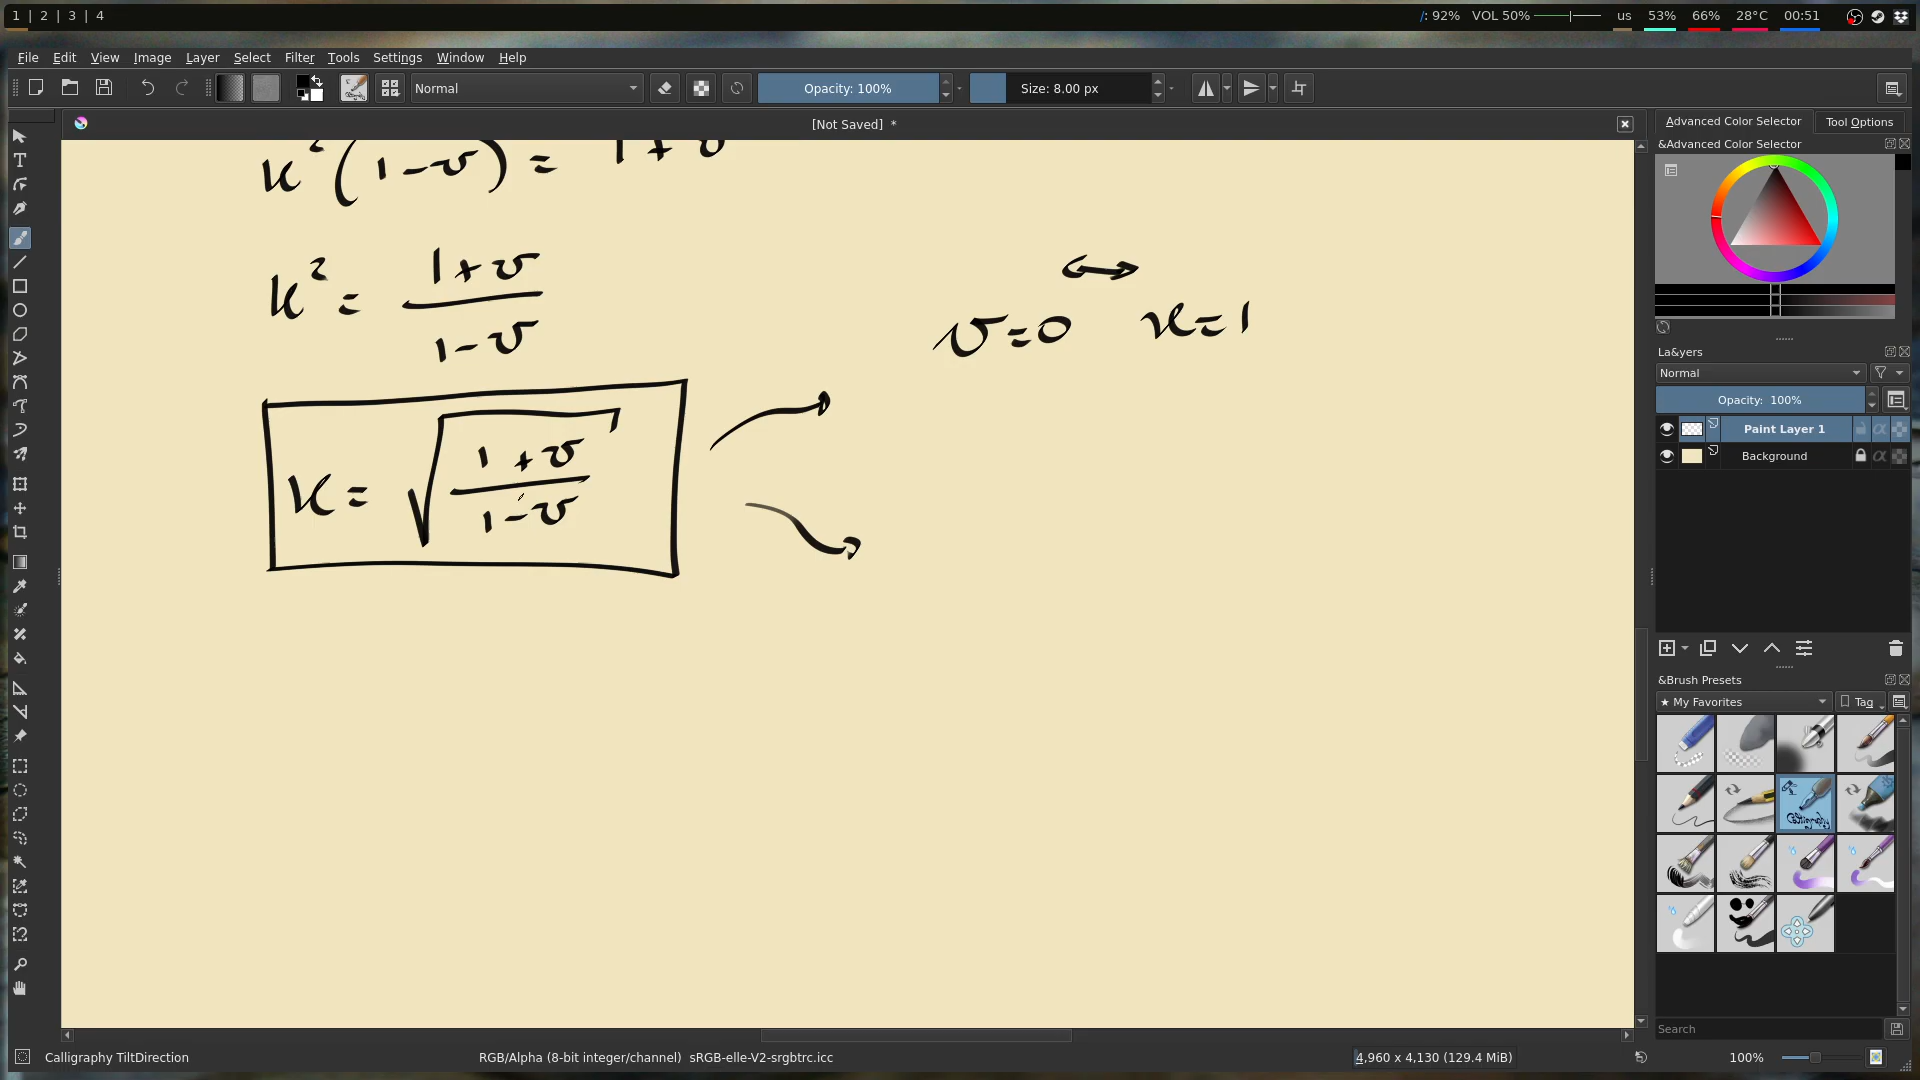 1 | 2 | 3 | 4 /: 92% VOL 50% us 53% 66% 28°C 00:51
File Edit View Image Layer Select Filter Tools Settings Window Help
Normal Opacity: 100% Size: 8.00 px
[Not Saved] *
Advanced Color Selector Tool Options
&Advanced Color Selector
K²(1-v) = 1+v
K² = (1+v)/(1-v)
↔
v=0 K=1
K = √((1+v)/(1-v))
La&yers
Normal
Opacity: 100%
Paint Layer 1
Background
&Brush Presets
★ My Favorites Tag
Calligraphy
Search
Calligraphy TiltDirection RGB/Alpha (8-bit integer/channel) sRGB-elle-V2-srgbtrc.icc 4,960 x 4,130 (129.4 MiB) 100%